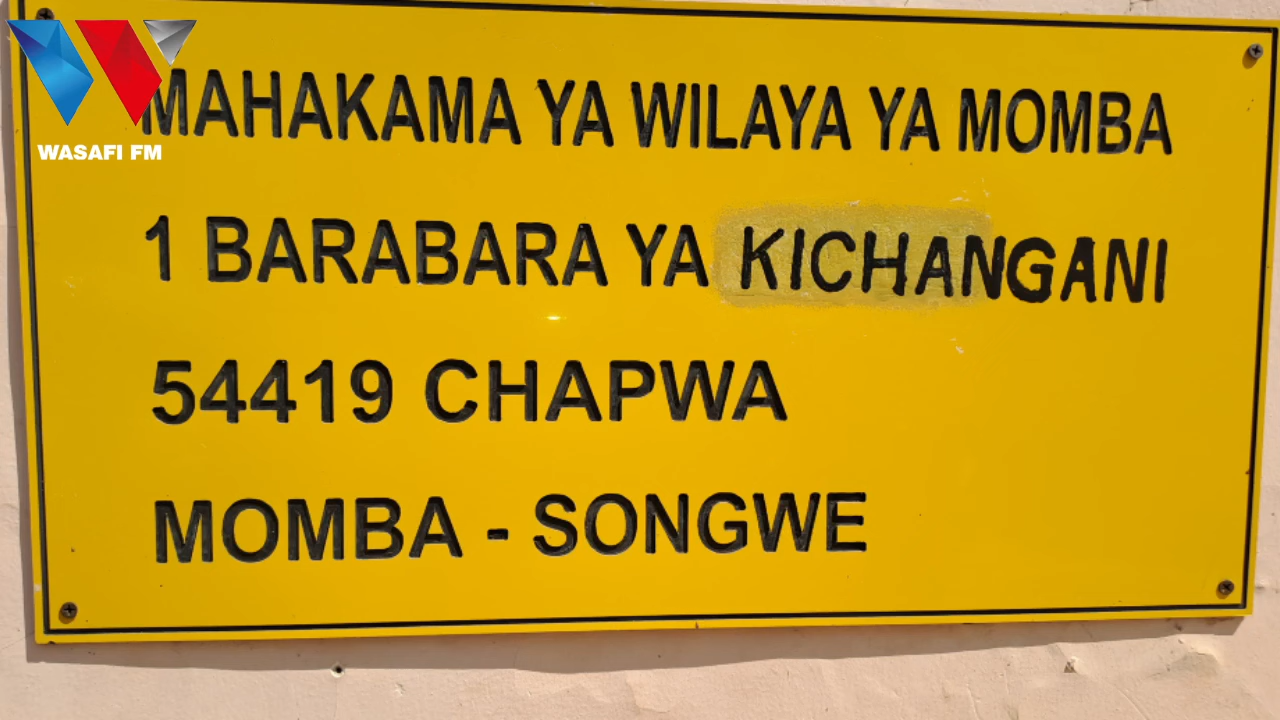 WASAFI FM
MAHAKAMA YA WILAYA YA MOMBA
1 BARABARA YA KICHANGANI
54419 CHAPWA
MOMBA - SONGWE